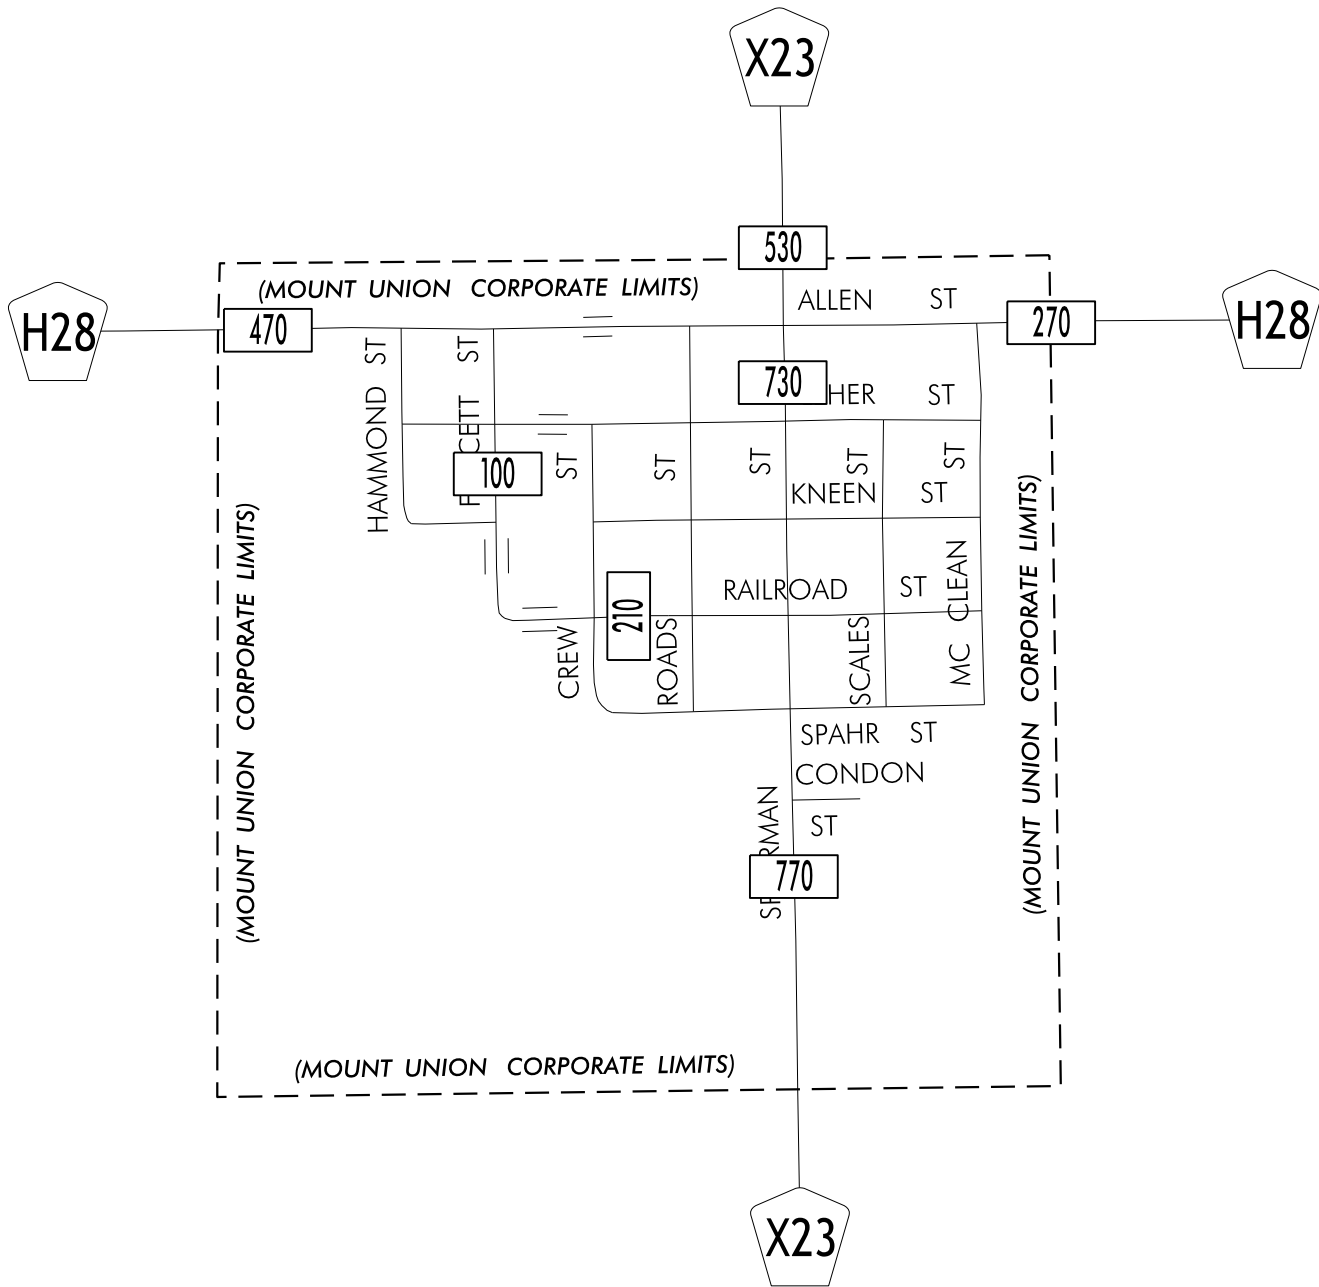 X23
530
(MOUNT UNION CORPORATE LIMITS)
ALLEN ST
H28
470
270
H28
HAMMOND ST
ST
730
HER ST
100
ST
ST
ST
ST
KNEEN ST
MC CLEAN ST
(MOUNT UNION CORPORATE LIMITS)
(MOUNT UNION CORPORATE LIMITS)
RAILROAD ST
210
CREW
ROADS
SCALES
SPAHR ST
CONDON
ST
770
(MOUNT UNION CORPORATE LIMITS)
X23